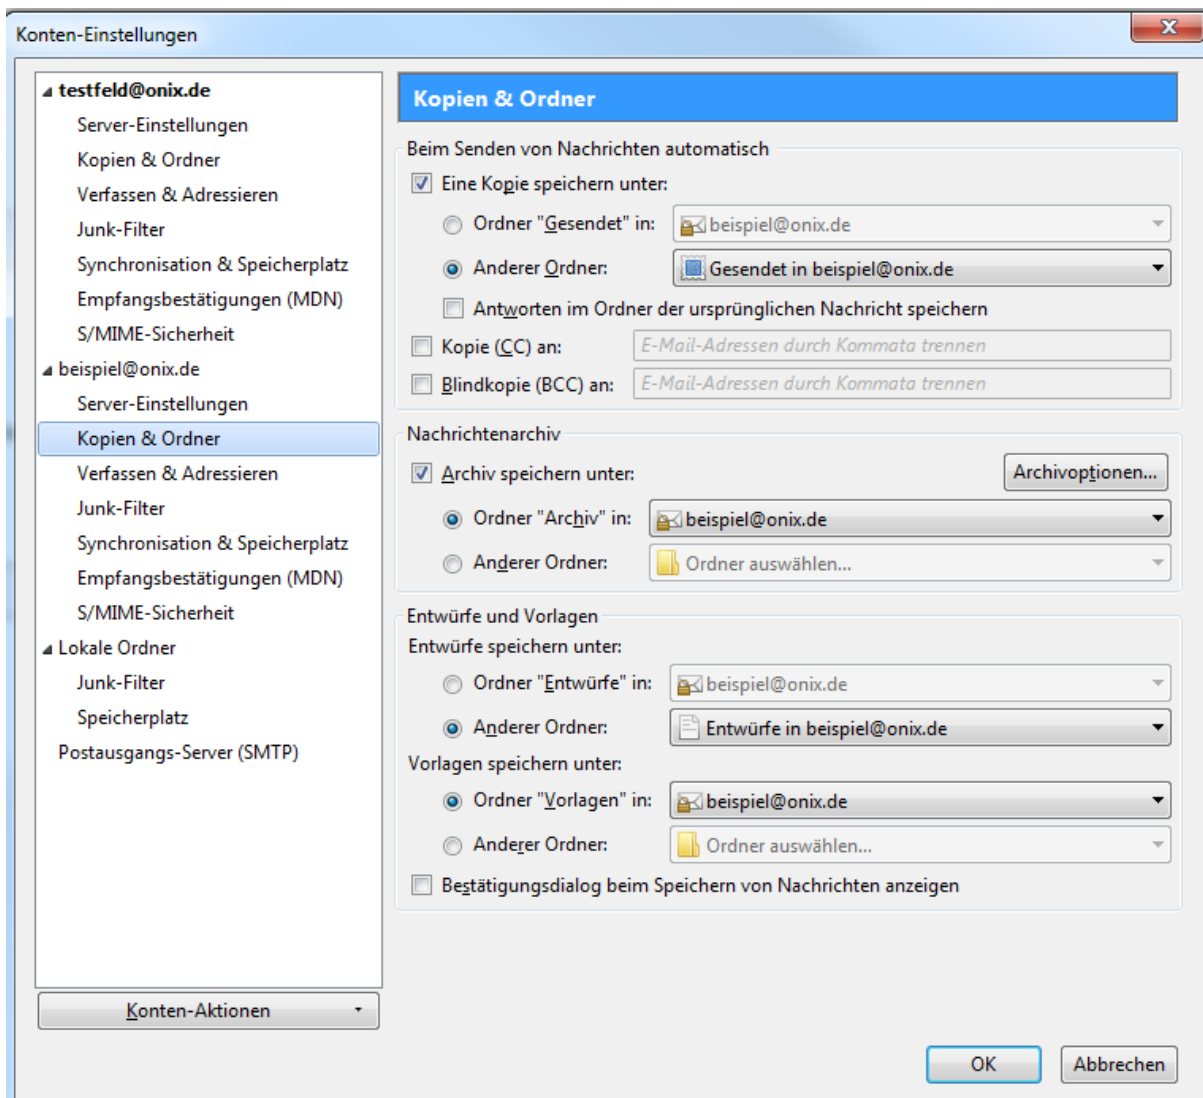 Konten-Einstellungen
testfeld@onix.de
Server-Einstellungen
Kopien & Ordner
Verfassen & Adressieren
Junk-Filter
Synchronisation & Speicherplatz
Empfangsbestätigungen (MDN)
S/MIME-Sicherheit
beispiel@onix.de
Server-Einstellungen
Kopien & Ordner
Verfassen & Adressieren
Junk-Filter
Synchronisation & Speicherplatz
Empfangsbestätigungen (MDN)
S/MIME-Sicherheit
Lokale Ordner
Junk-Filter
Speicherplatz
Postausgangs-Server (SMTP)
Konten-Aktionen
Kopien & Ordner
Beim Senden von Nachrichten automatisch
Eine Kopie speichern unter:
Ordner "Gesendet" in: beispiel@onix.de
Anderer Ordner: Gesendet in beispiel@onix.de
Antworten im Ordner der ursprünglichen Nachricht speichern
Kopie (CC) an: E-Mail-Adressen durch Kommata trennen
Blindkopie (BCC) an: E-Mail-Adressen durch Kommata trennen
Nachrichtenarchiv
Archiv speichern unter: Archivoptionen...
Ordner "Archiv" in: beispiel@onix.de
Anderer Ordner: Ordner auswählen...
Entwürfe und Vorlagen
Entwürfe speichern unter:
Ordner "Entwürfe" in: beispiel@onix.de
Anderer Ordner: Entwürfe in beispiel@onix.de
Vorlagen speichern unter:
Ordner "Vorlagen" in: beispiel@onix.de
Anderer Ordner: Ordner auswählen...
Bestätigungsdialog beim Speichern von Nachrichten anzeigen
OK Abbrechen